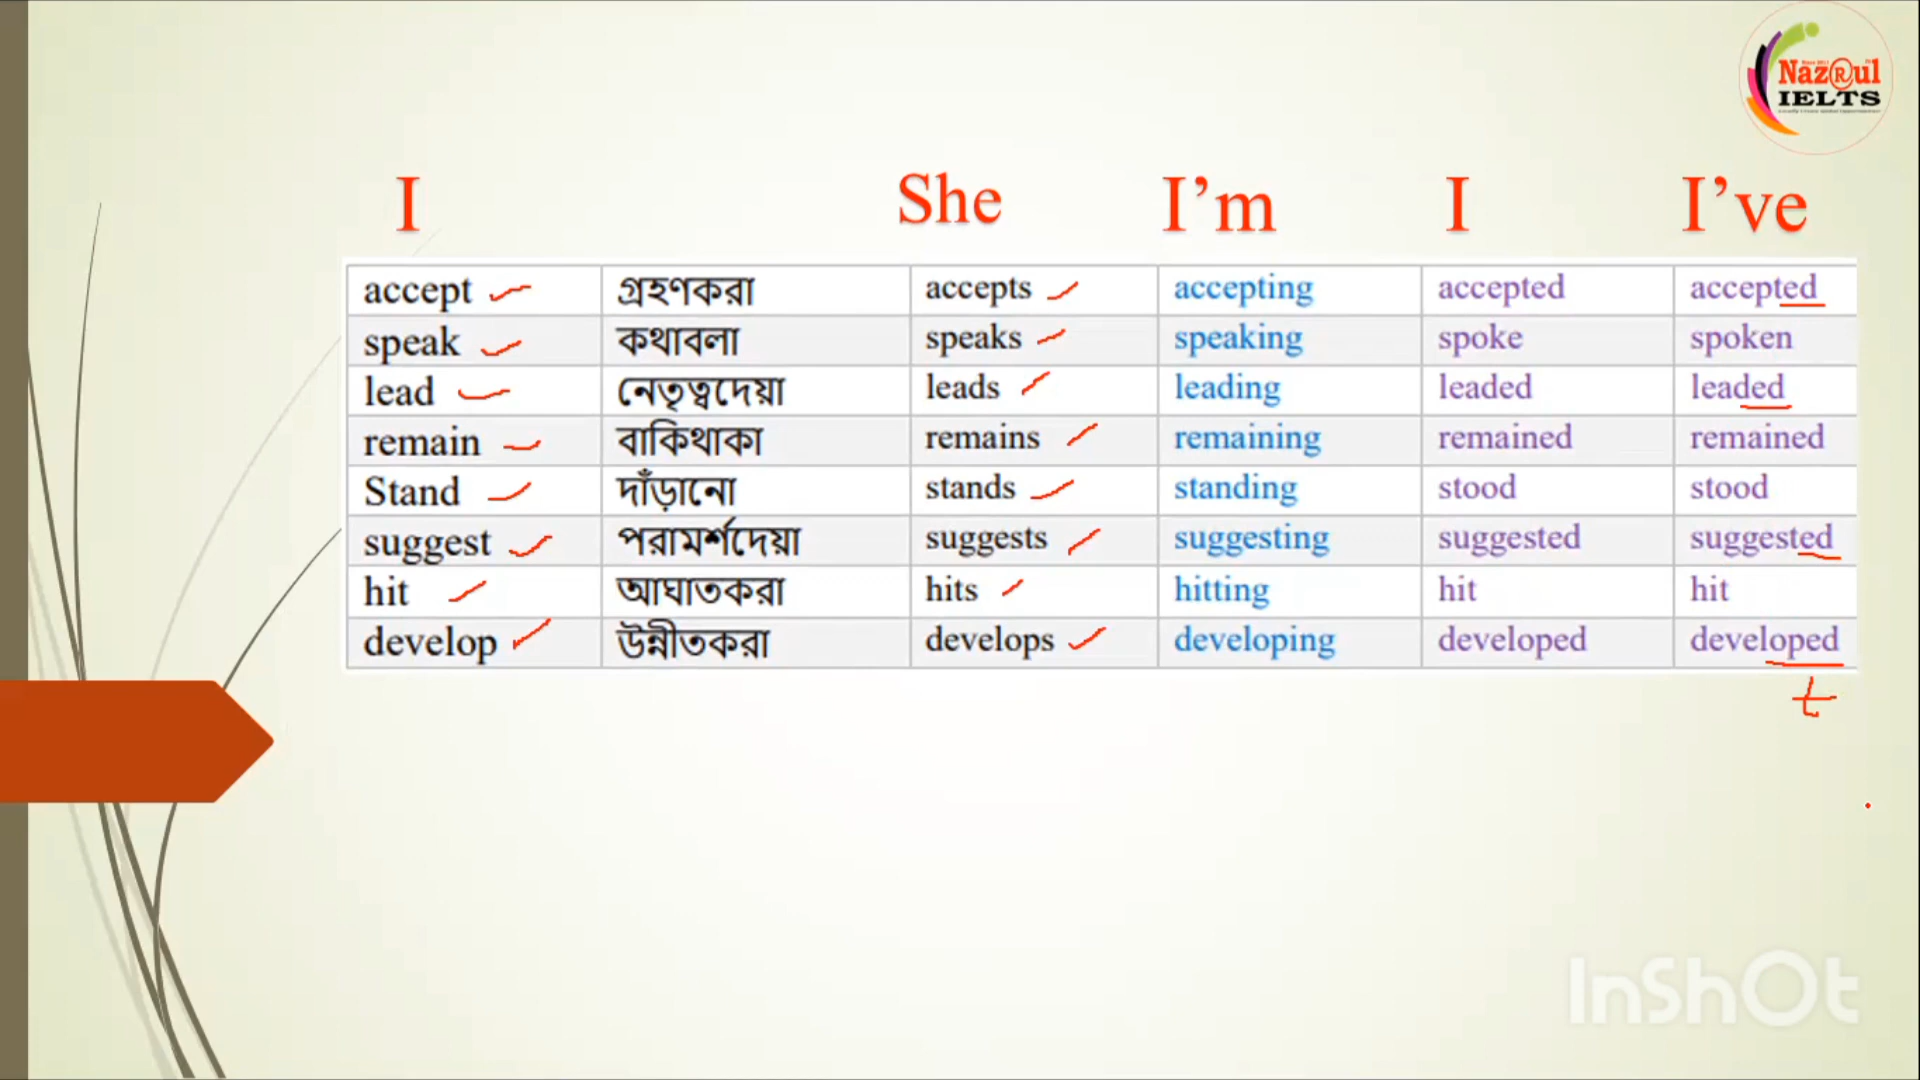 NazRul
IELTS
I She I'm I I've
accept গ্রহণকরা accepts accepting accepted accepted
speak কথাবলা speaks speaking spoke spoken
lead নেতৃত্বদেয়া leads leading leaded leaded
remain বাকিথাকা remains remaining remained remained
Stand দাঁড়ানো stands standing stood stood
suggest পরামর্শদেয়া suggests suggesting suggested suggested
hit আঘাতকরা hits hitting hit hit
develop উন্নীতকরা develops developing developed developed
t
InShOt